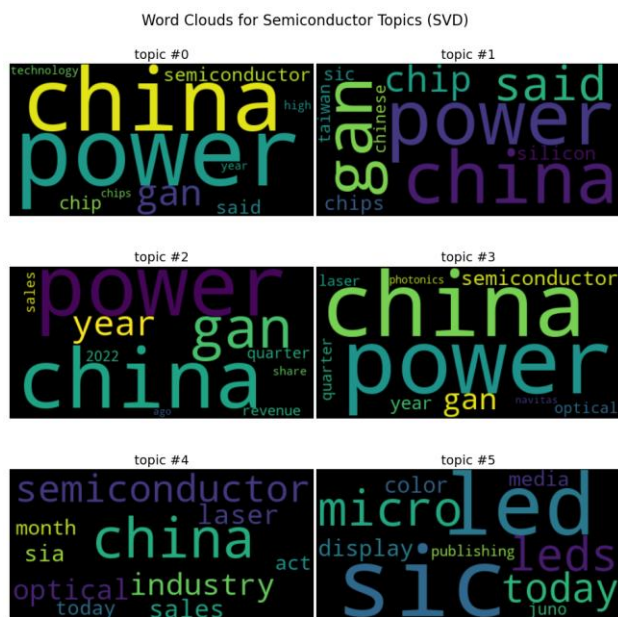 Word Clouds for Semiconductor Topics (SVD)
topic #0
technology
china
semiconductor
high
power
year
chips
chip
gan
said
topic #1
sic
chip
said
taiwan
gan
chinese
power
silicon
china
chips
topic #2
sales
power
year
gan
2022
quarter
china
share
ago
revenue
topic #3
laser
photonics
semiconductor
china
power
quarter
year
gan
navitas
optical
topic #4
semiconductor
laser
month
china
sia
act
optical
industry
today
sales
topic #5
color
media
led
micro
display
publishing
leds
sic
today
juno